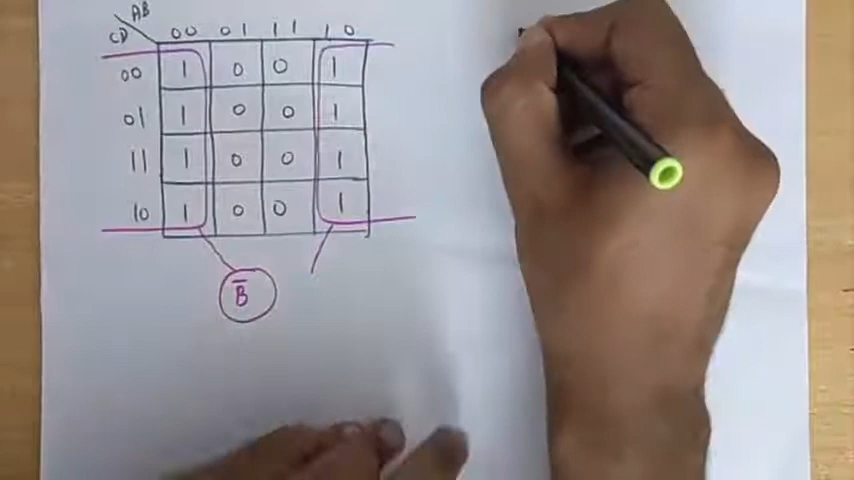 AB
CD 00 01 11 10
00 1 0 0 1
01 1 0 0 1
11 1 0 0 1
10 1 0 0 1
B̅